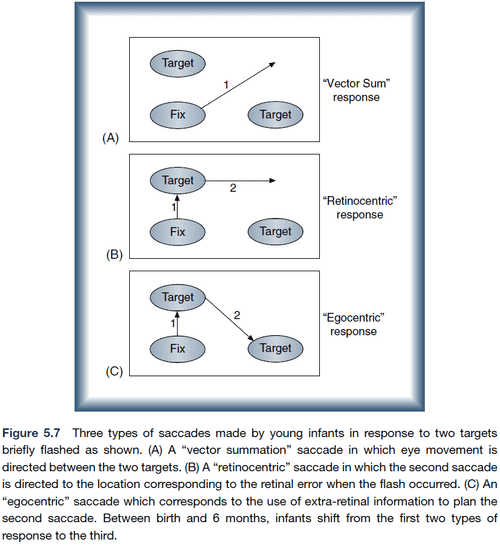 Target
1
"Vector Sum"
response
Fix
Target
(A)
Target
2
"Retinocentric"
response
1
Fix
Target
(B)
Target
2
"Egocentric"
response
1
Fix
Target
(C)
Figure 5.7 Three types of saccades made by young infants in response to two targets
briefly flashed as shown. (A) A "vector summation" saccade in which eye movement is
directed between the two targets. (B) A "retinocentric" saccade in which the second saccade
is directed to the location corresponding to the retinal error when the flash occurred. (C) An
"egocentric" saccade which corresponds to the use of extra-retinal information to plan the
second saccade. Between birth and 6 months, infants shift from the first two types of
response to the third.